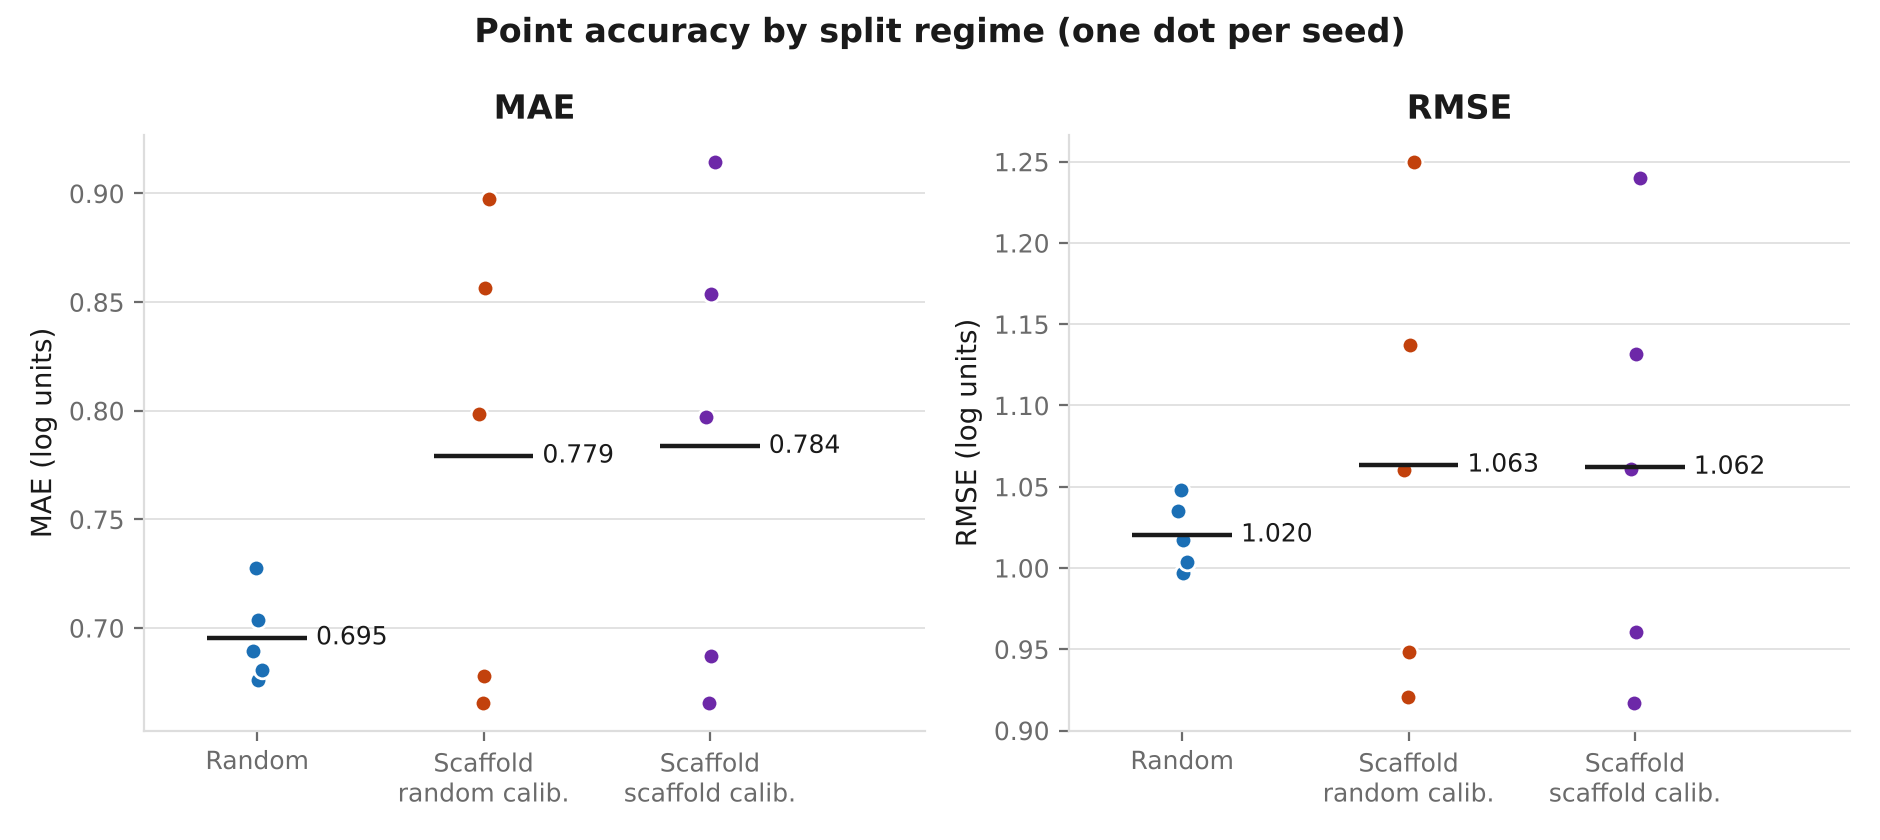 Point accuracy by split regime (one dot per seed)
MAE
MAE (log units)
0.90
0.85
0.80
0.75
0.70
0.695
0.779
0.784
Random
Scaffold
random calib.
Scaffold
scaffold calib.
RMSE
RMSE (log units)
1.25
1.20
1.15
1.10
1.05
1.00
0.95
0.90
1.020
1.063
1.062
Random
Scaffold
random calib.
Scaffold
scaffold calib.